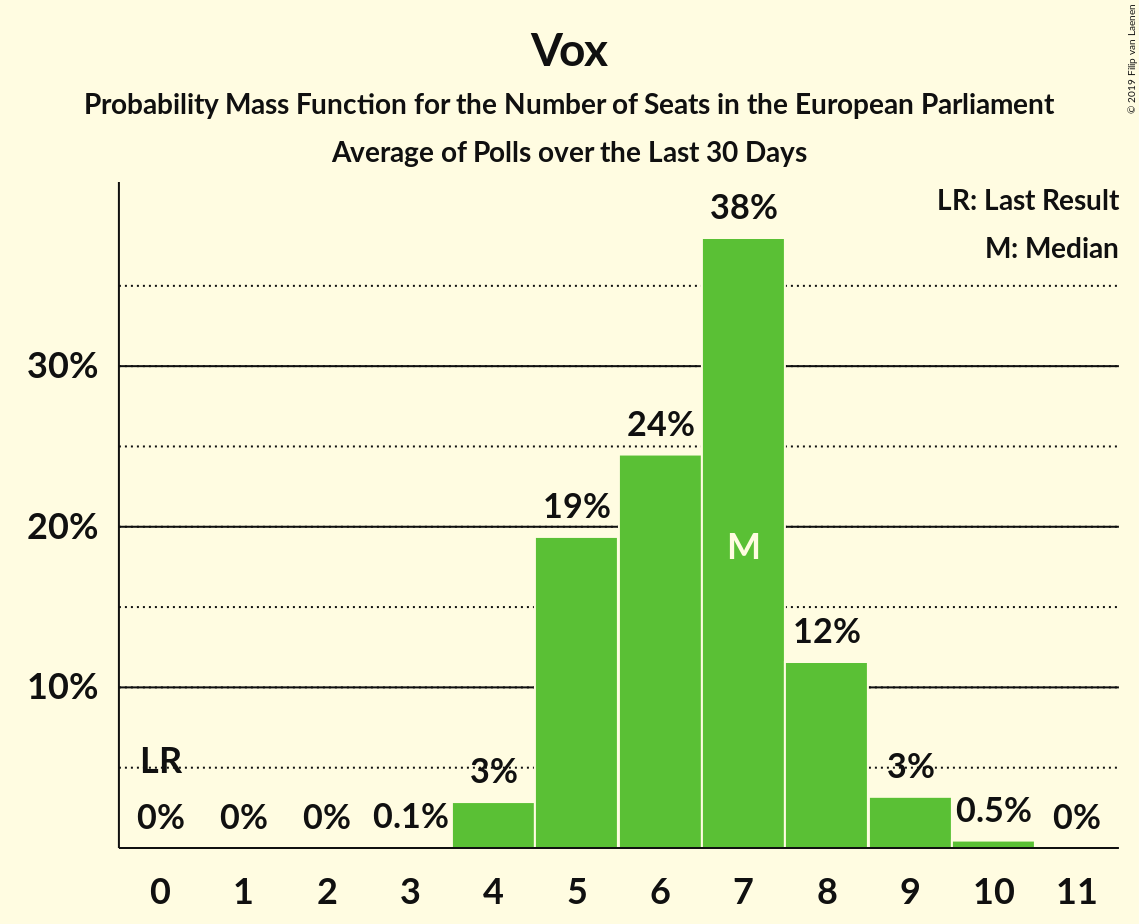 Vox
Probability Mass Function for the Number of Seats in the European Parliament
Average of Polls over the Last 30 Days
© 2019 Filip van Laenen
LR: Last Result
M: Median
38%
30%
24%
19%
20%
M
12%
10%
LR
3%
3%
0%
0%
0%
0.1%
0.5%
0%
0 1 2 3 4 5 6 7 8 9 10 11